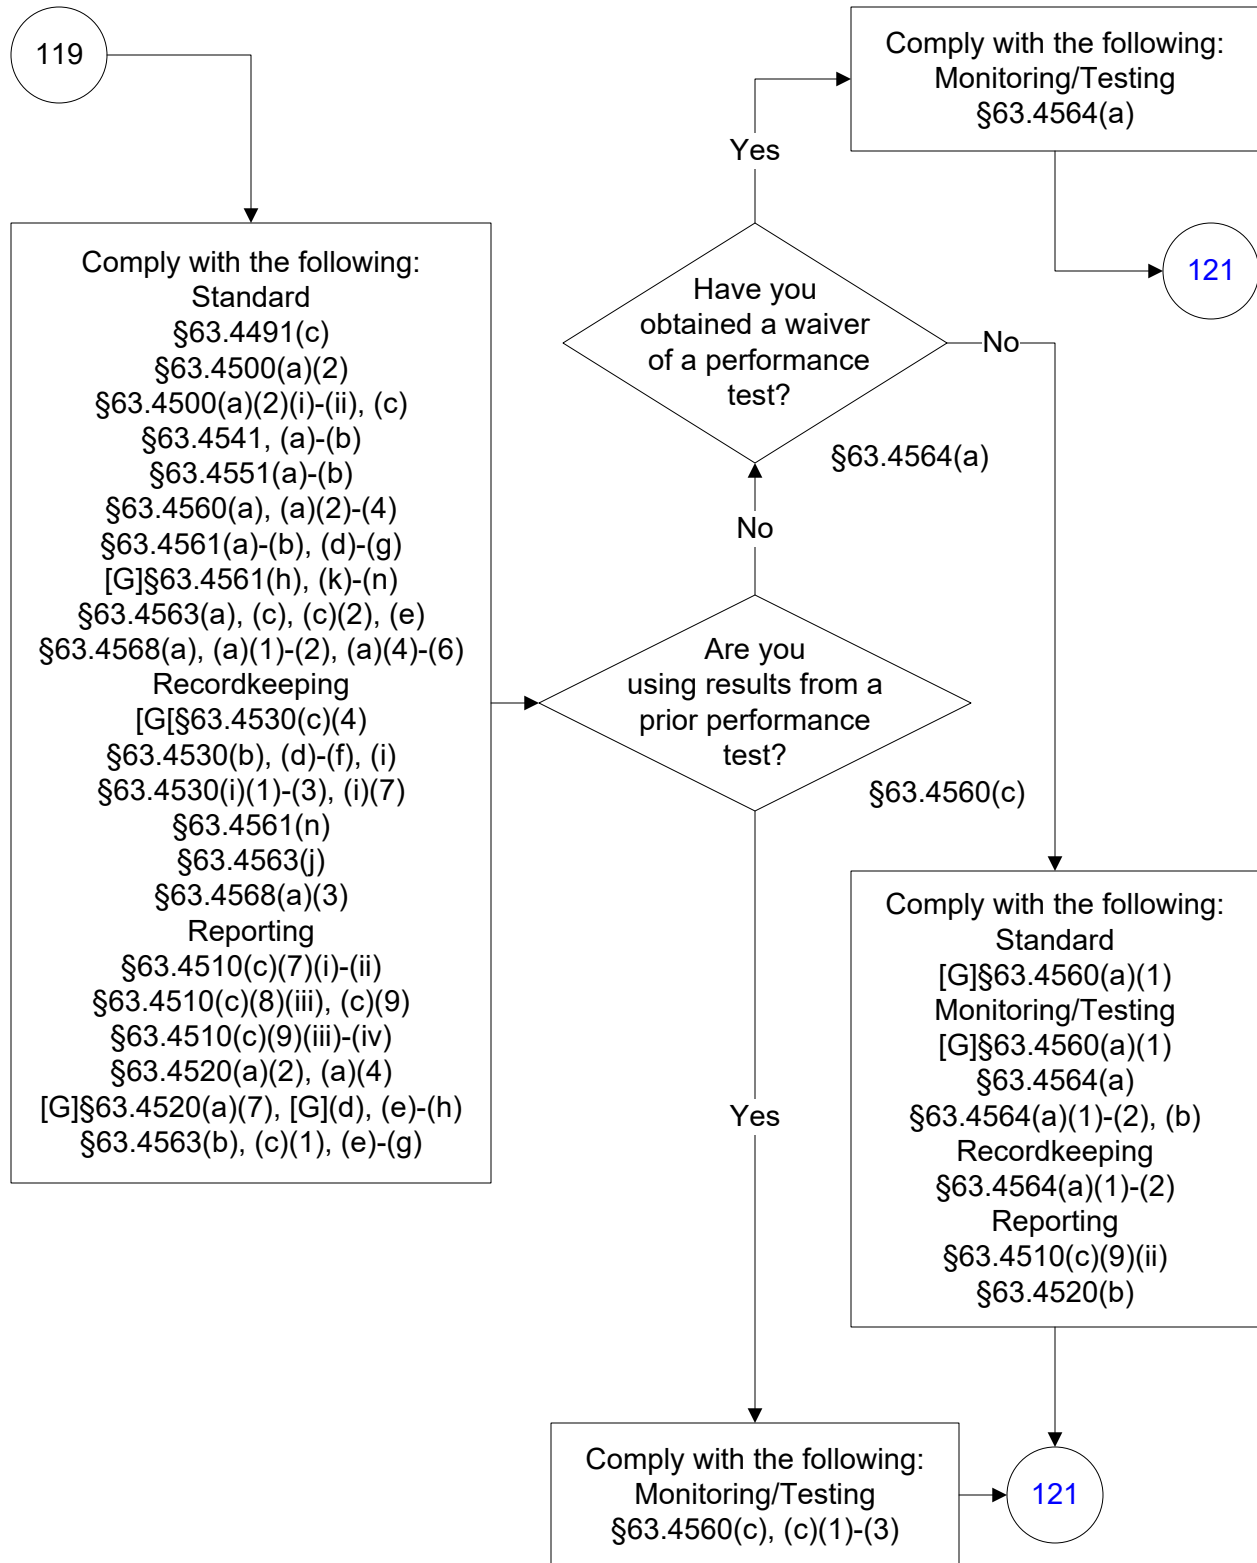 119
Comply with the following:
Standard
§63.4491(c)
§63.4500(a)(2)
§63.4500(a)(2)(i)-(ii), (c)
§63.4541, (a)-(b)
§63.4551(a)-(b)
§63.4560(a), (a)(2)-(4)
§63.4561(a)-(b), (d)-(g)
[G]§63.4561(h), (k)-(n)
§63.4563(a), (c), (c)(2), (e)
§63.4568(a), (a)(1)-(2), (a)(4)-(6)
Recordkeeping
[G[§63.4530(c)(4)
§63.4530(b), (d)-(f), (i)
§63.4530(i)(1)-(3), (i)(7)
§63.4561(n)
§63.4563(j)
§63.4568(a)(3)
Reporting
§63.4510(c)(7)(i)-(ii)
§63.4510(c)(8)(iii), (c)(9)
§63.4510(c)(9)(iii)-(iv)
§63.4520(a)(2), (a)(4)
[G]§63.4520(a)(7), [G](d), (e)-(h)
§63.4563(b), (c)(1), (e)-(g)
Are you
using results from a
prior performance
test?
§63.4560(c)
No
Have you
obtained a waiver
of a performance
test?
§63.4564(a)
Yes
Comply with the following:
Monitoring/Testing
§63.4564(a)
121
No
Comply with the following:
Standard
[G]§63.4560(a)(1)
Monitoring/Testing
[G]§63.4560(a)(1)
§63.4564(a)
§63.4564(a)(1)-(2), (b)
Recordkeeping
§63.4564(a)(1)-(2)
Reporting
§63.4510(c)(9)(ii)
§63.4520(b)
Yes
Comply with the following:
Monitoring/Testing
§63.4560(c), (c)(1)-(3)
121